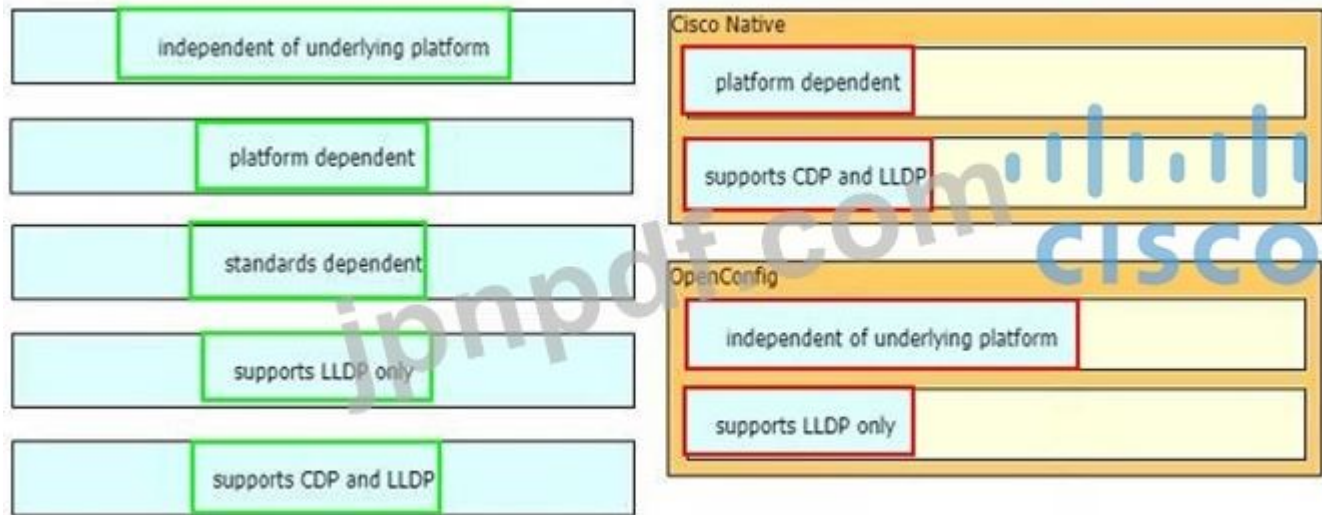 independent of underlying platform
platform dependent
standards dependent
supports LLDP only
supports CDP and LLDP
Cisco Native
platform dependent
supports CDP and LLDP
CISCO
OpenConfig
independent of underlying platform
supports LLDP only
jpnpdf.com